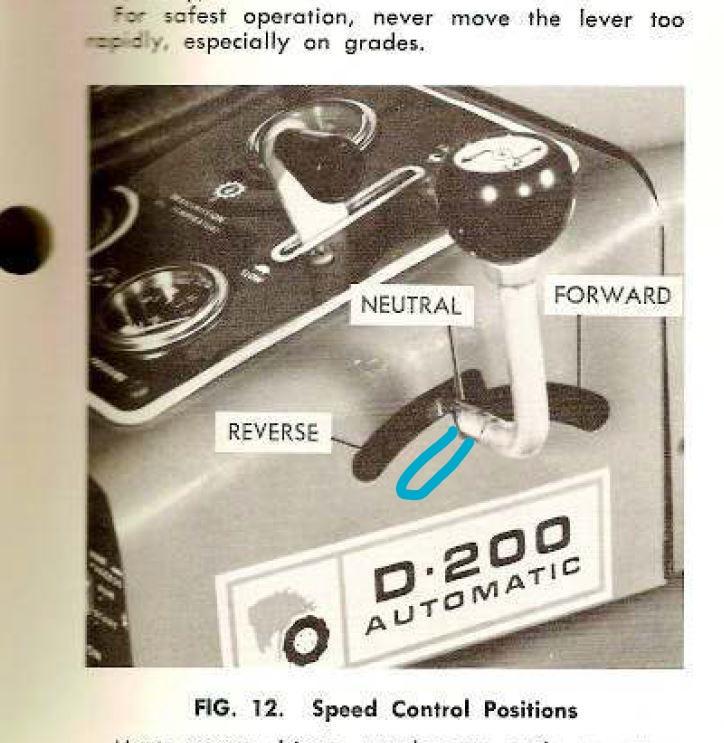 For safest operation, never move the lever too
rapidly, especially on grades.
NEUTRAL
FORWARD
REVERSE
D·200
AUTOMATIC
FIG. 12. Speed Control Positions